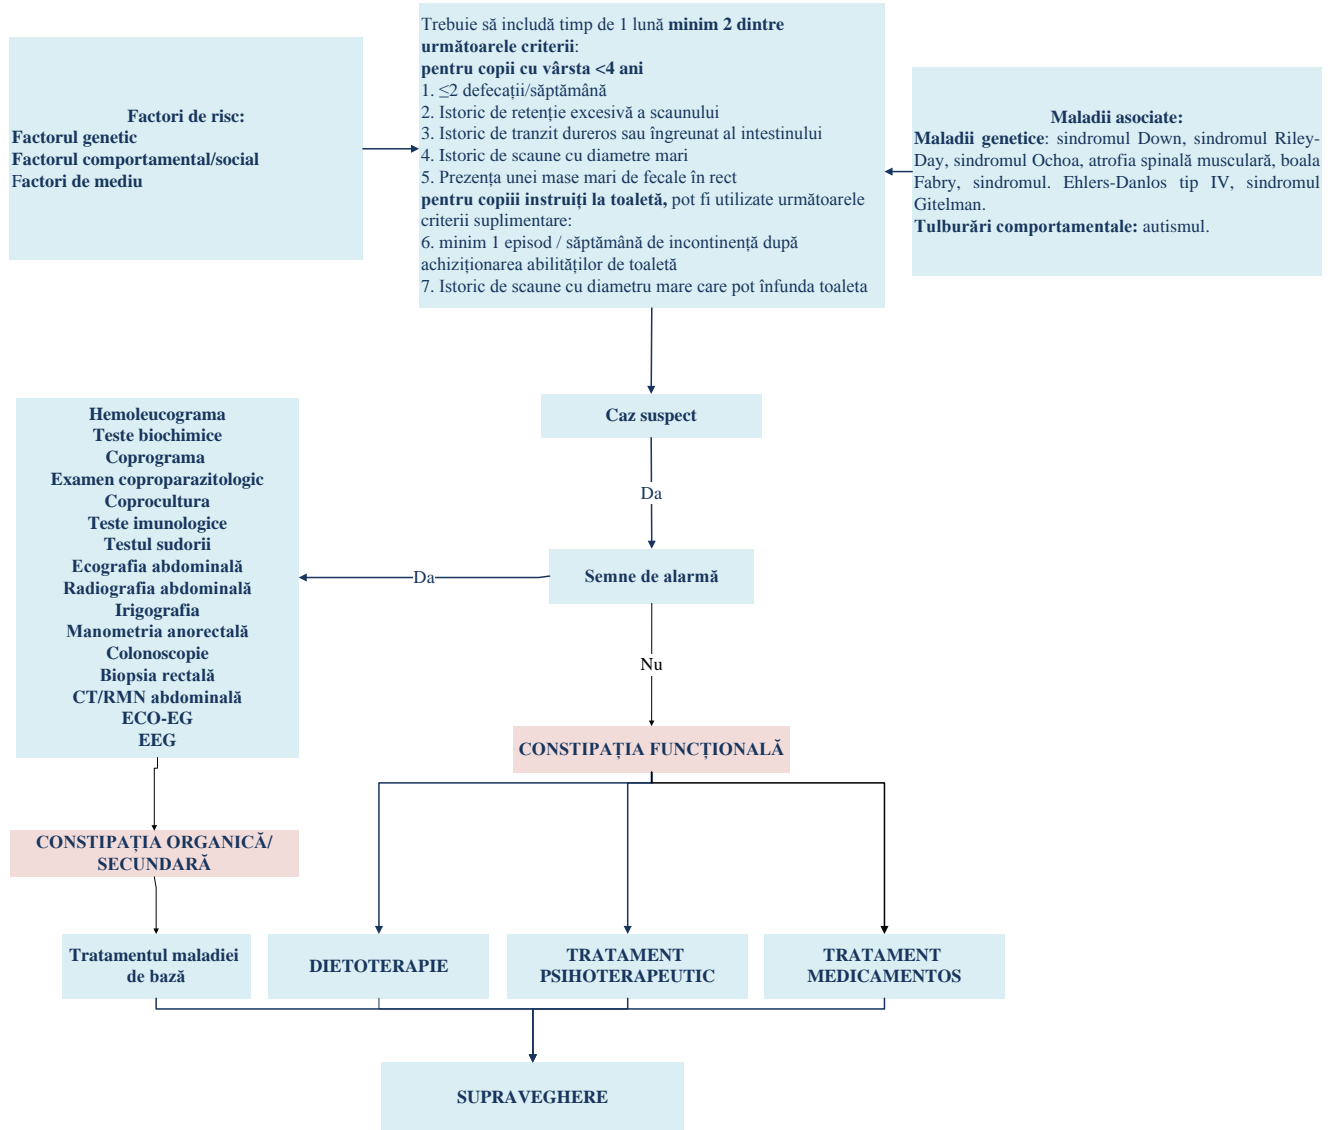 Factori de risc:
Factorul genetic
Factorul comportamental/social
Factori de mediu
Trebuie să includă timp de 1 lună minim 2 dintre
următoarele criterii:
pentru copii cu vârsta <4 ani
1. ≤2 defecații/săptămână
2. Istoric de retenție excesivă a scaunului
3. Istoric de tranzit dureros sau îngreunat al intestinului
4. Istoric de scaune cu diametre mari
5. Prezența unei mase mari de fecale în rect
pentru copiii instruiți la toaletă, pot fi utilizate următoarele
criterii suplimentare:
6. minim 1 episod / săptămână de incontinență după
achiziționarea abilităților de toaletă
7. Istoric de scaune cu diametru mare care pot înfunda toaleta
Maladii asociate:
Maladii genetice: sindromul Down, sindromul Riley-
Day, sindromul Ochoa, atrofia spinală musculară, boala
Fabry, sindromul. Ehlers-Danlos tip IV, sindromul
Gitelman.
Tulburări comportamentale: autismul.
Caz suspect
Da
Semne de alarmă
Da
Hemoleucograma
Teste biochimice
Coprograma
Examen coproparazitologic
Coprocultura
Teste imunologice
Testul sudorii
Ecografia abdominală
Radiografia abdominală
Irigografia
Manometria anorectală
Colonoscopie
Biopsia rectală
CT/RMN abdominală
ECO-EG
EEG
Nu
CONSTIPAȚIA FUNCȚIONALĂ
CONSTIPAȚIA ORGANICĂ/
SECUNDARĂ
Tratamentul maladiei
de bază
DIETOTERAPIE
TRATAMENT
PSIHOTERAPEUTIC
TRATAMENT
MEDICAMENTOS
SUPRAVEGHERE